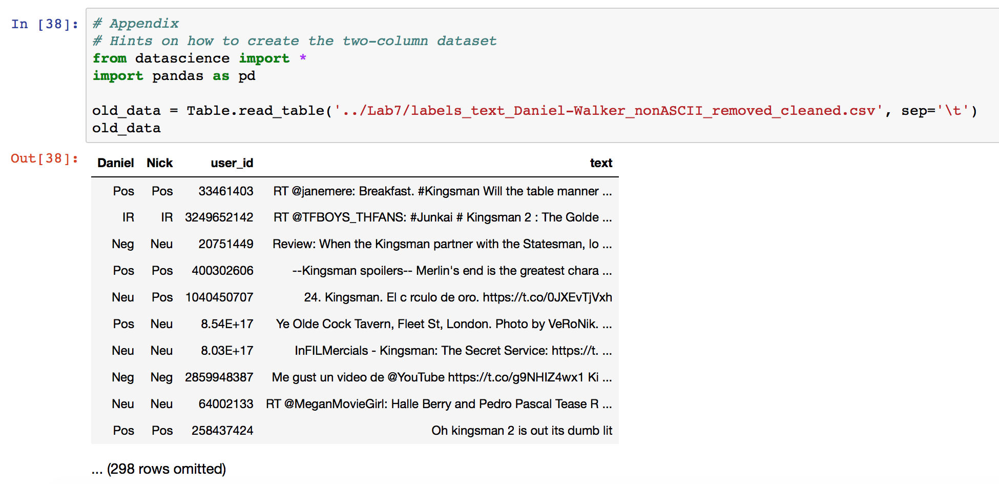 In [38]: # Appendix
# Hints on how to create the two-column dataset
from datascience import *
import pandas as pd
old_data = Table.read_table('../Lab7/labels_text_Daniel-Walker_nonASCII_removed_cleaned.csv', sep='\t')
old_data
Out[38]:
Daniel Nick user_id text
Pos Pos 33461403 RT @janemere: Breakfast. #Kingsman Will the table manner ...
IR IR 3249652142 RT @TFBOYS_THFANS: #Junkai # Kingsman 2 : The Golde ...
Neg Neu 20751449 Review: When the Kingsman partner with the Statesman, lo ...
Pos Pos 400302606 --Kingsman spoilers-- Merlin's end is the greatest chara ...
Neu Pos 1040450707 24. Kingsman. El c rculo de oro. https://t.co/0JXEvTjVxh
Pos Neu 8.54E+17 Ye Olde Cock Tavern, Fleet St, London. Photo by VeRoNik. ...
Neu Neu 8.03E+17 InFILMercials - Kingsman: The Secret Service: https://t. ...
Neg Neg 2859948387 Me gust un video de @YouTube https://t.co/g9NHIZ4wx1 Ki ...
Neu Neu 64002133 RT @MeganMovieGirl: Halle Berry and Pedro Pascal Tease R ...
Pos Pos 258437424 Oh kingsman 2 is out its dumb lit
... (298 rows omitted)